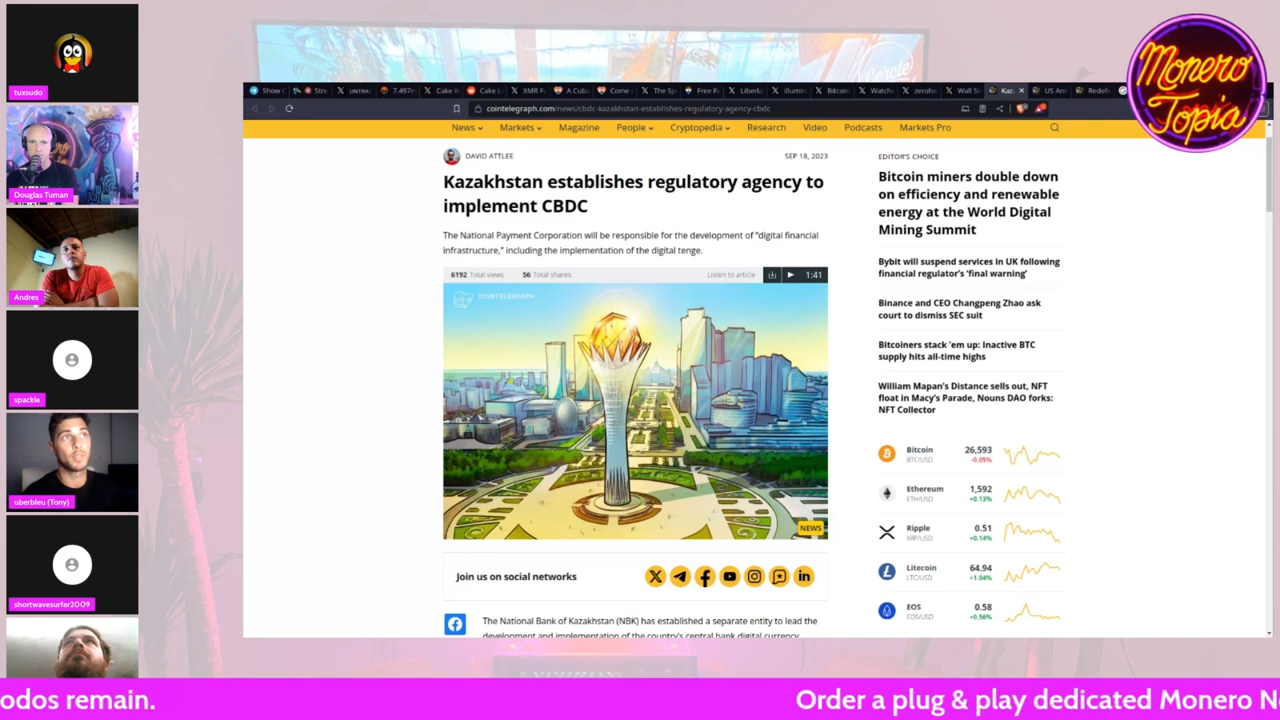 tuxsudo
Douglas Tuman
Andres
spackle
uberbleu (Tony)
shortwavesurfer2009
Monero
Topia
cointelegraph.com/news/cbdc-kazakhstan-establishes-regulatory-agency-cbdc
News Markets Magazine People Cryptopedia Research Video Podcasts Markets Pro
DAVID ATTLEE SEP 18, 2023
Kazakhstan establishes regulatory agency to
implement CBDC
The National Payment Corporation will be responsible for the development of "digital financial
infrastructure," including the implementation of the digital tenge.
6192 Total views 56 Total shares Listen to article 1:41
COINTELEGRAPH
NEWS
Join us on social networks
The National Bank of Kazakhstan (NBK) has established a separate entity to lead the
development and implementation of the country's central bank digital currency
EDITOR'S CHOICE
Bitcoin miners double down
on efficiency and renewable
energy at the World Digital
Mining Summit
Bybit will suspend services in UK following
financial regulator's 'final warning'
Binance and CEO Changpeng Zhao ask
court to dismiss SEC suit
Bitcoiners stack 'em up: Inactive BTC
supply hits all-time highs
William Mapan's Distance sells out, NFT
float in Macy's Parade, Nouns DAO forks:
NFT Collector
Bitcoin 26,593
BTC/USD -0.05%
Ethereum 1,592
ETH/USD +0.13%
Ripple 0.51
XRP/USD +0.14%
Litecoin 64.94
LTC/USD +1.04%
EOS 0.58
EOS/USD +0.56%
odos remain. Order a plug & play dedicated Monero N